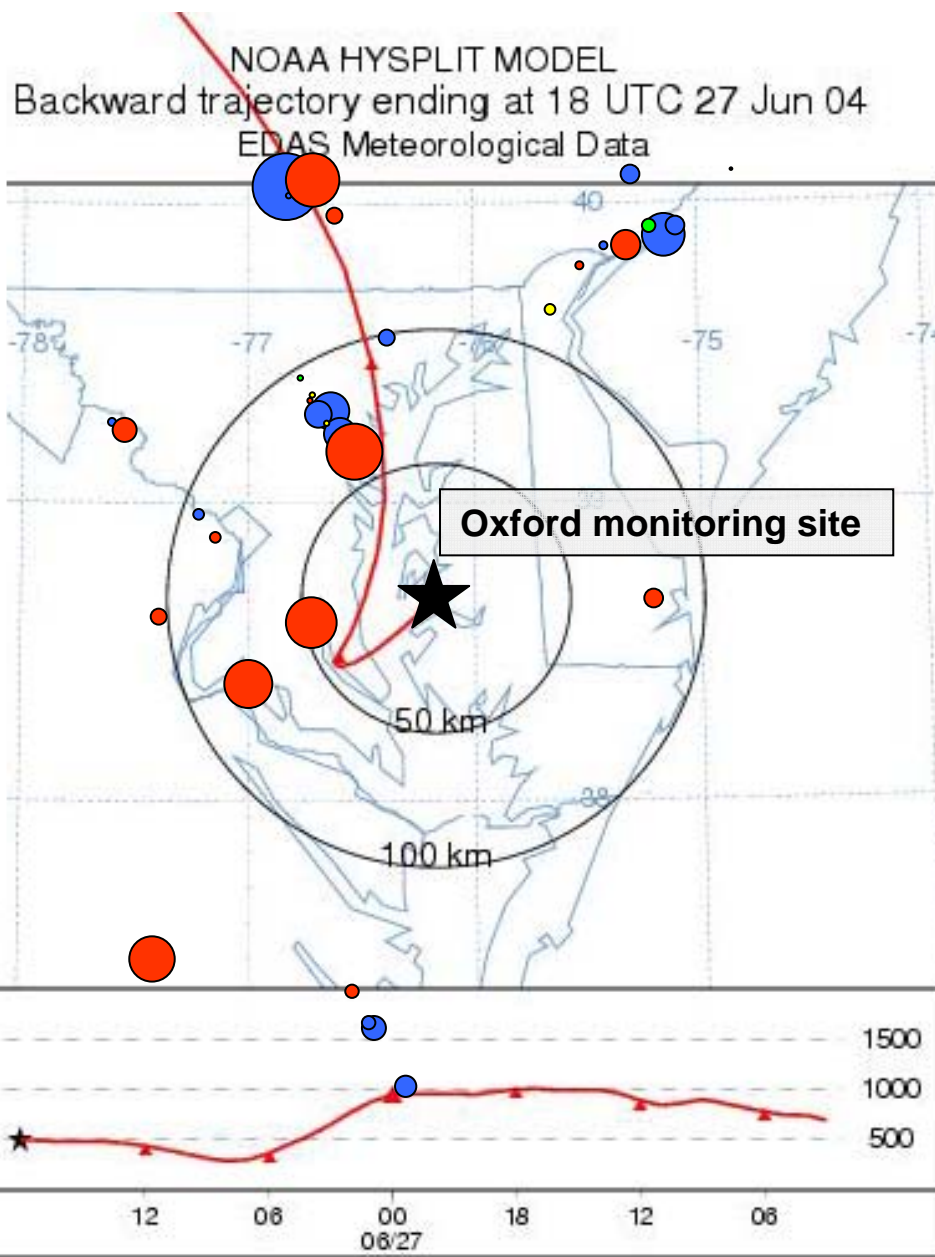 NOAA HYSPLIT MODEL
Backward trajectory ending at 18 UTC 27 Jun 04
EDAS Meteorological Data
40
-78
-77
-75
-74
Oxford monitoring site
50 km
38
100 km
1500
1000
500
12 06 00 18 12 06
06/27